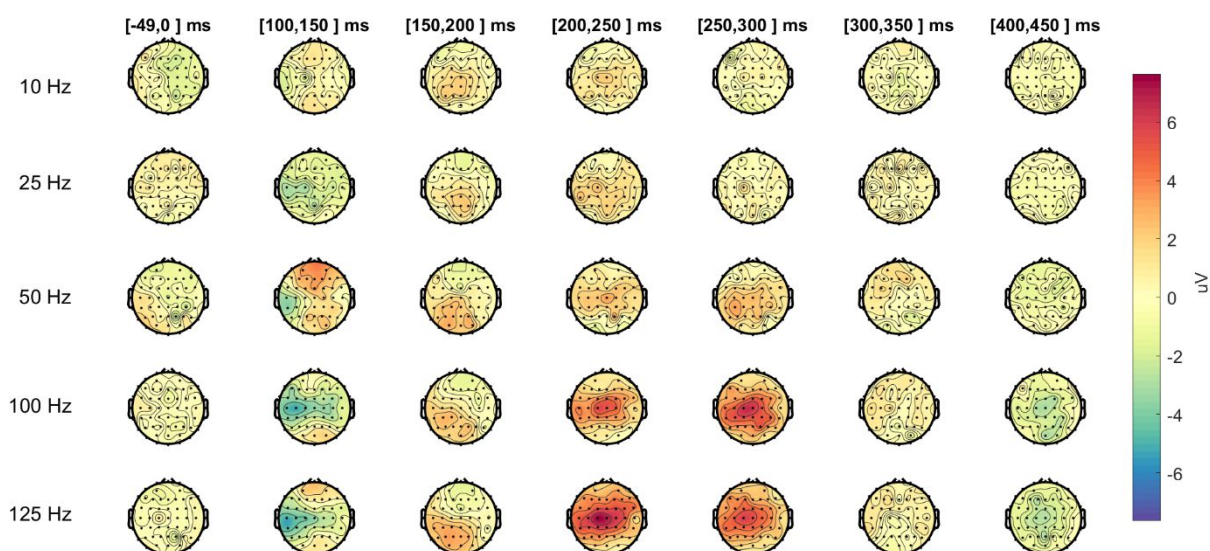 [-49,0 ] ms [100,150 ] ms [150,200 ] ms [200,250 ] ms [250,300 ] ms [300,350 ] ms [400,450 ] ms
10 Hz
25 Hz
50 Hz
100 Hz
125 Hz
6
4
2
0
-2
-4
-6
uV